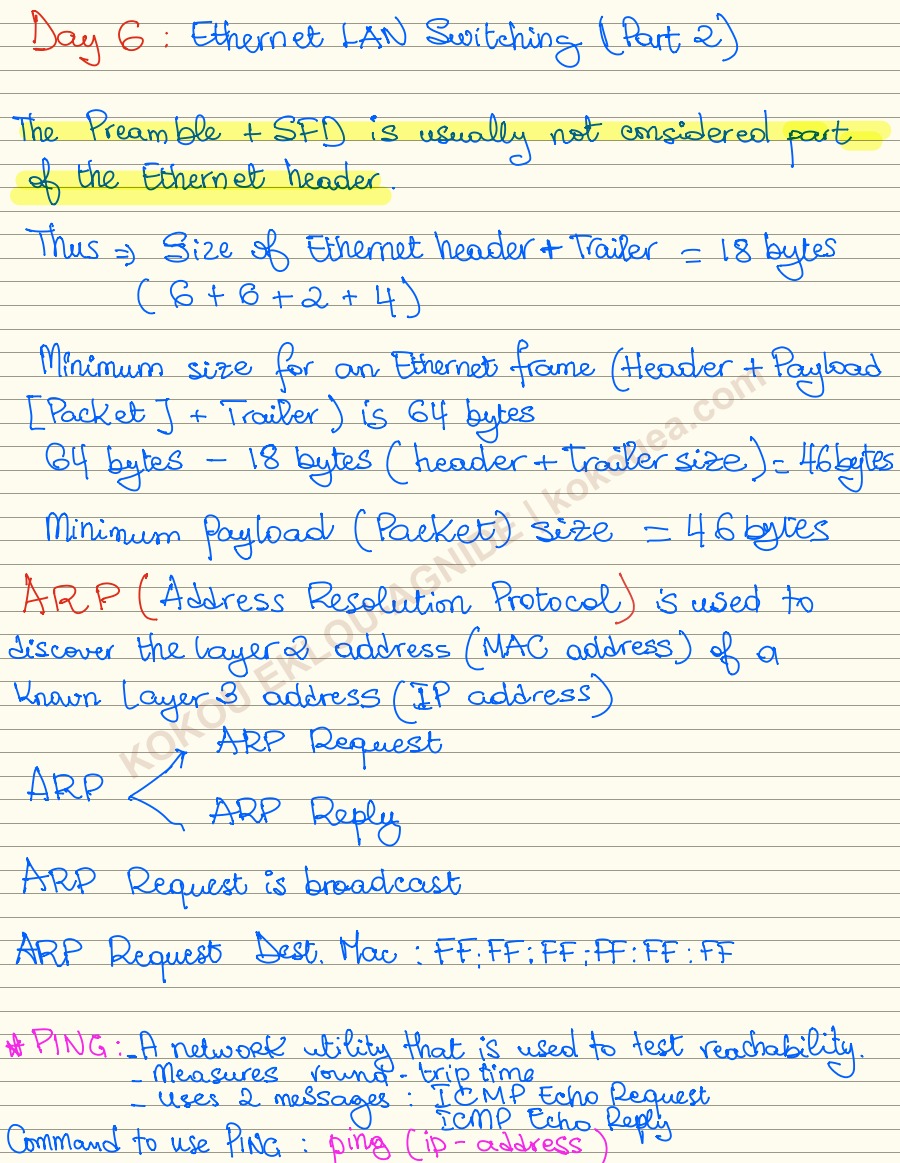 Day 6 : Ethernet LAN Switching (Part 2)
The Preamble + SFD is usually not considered part
of the Ethernet header.
Thus ⇒ Size of Ethernet header + Trailer = 18 bytes
(6 + 6 + 2 + 4)
Minimum size for an Ethernet frame (Header + Payload
[Packet] + Trailer) is 64 bytes
64 bytes - 18 bytes (header + Trailer size) = 46 bytes
Minimum Payload (Packet) size = 46 bytes
ARP (Address Resolution Protocol) is used to
discover the layer 2 address (MAC address) of a
known Layer 3 address (IP address)
ARP Request
ARP
ARP Reply
ARP Request is broadcast
ARP Request Dest. Mac : FF:FF:FF:FF:FF:FF
# PING : - A network utility that is used to test reachability.
- Measures round-trip time
- Uses 2 messages : ICMP Echo Request
ICMP Echo Reply
Command to use PING : ping (ip-address)
KOKOU EKLOU-AGNIDE | kokouea.com